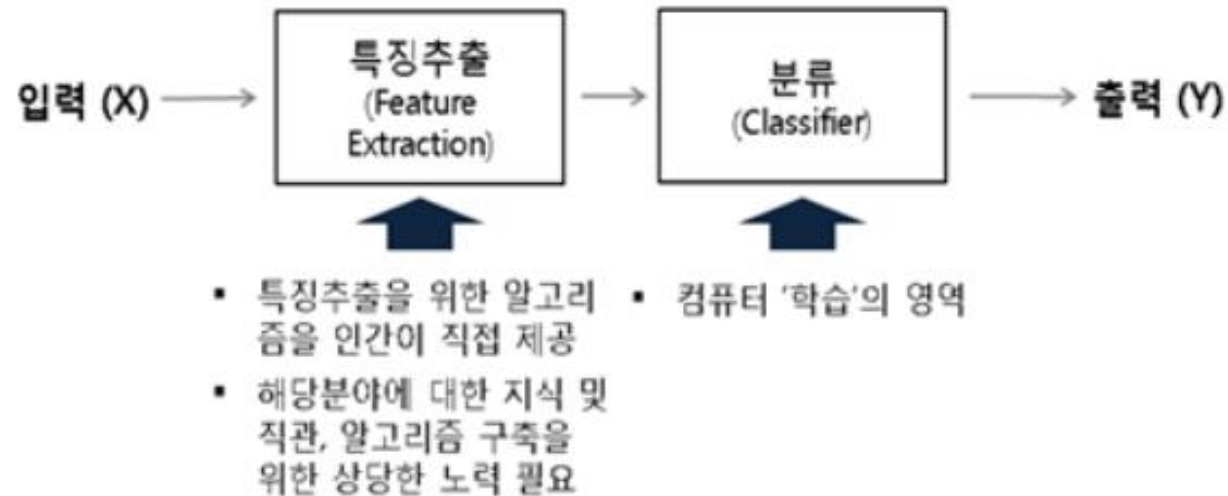 입력 (X)
특징추출
(Feature
Extraction)
분류
(Classifier)
출력 (Y)
▪ 특징추출을 위한 알고리
즘을 인간이 직접 제공
▪ 해당분야에 대한 지식 및
직관, 알고리즘 구축을
위한 상당한 노력 필요
▪ 컴퓨터 '학습'의 영역